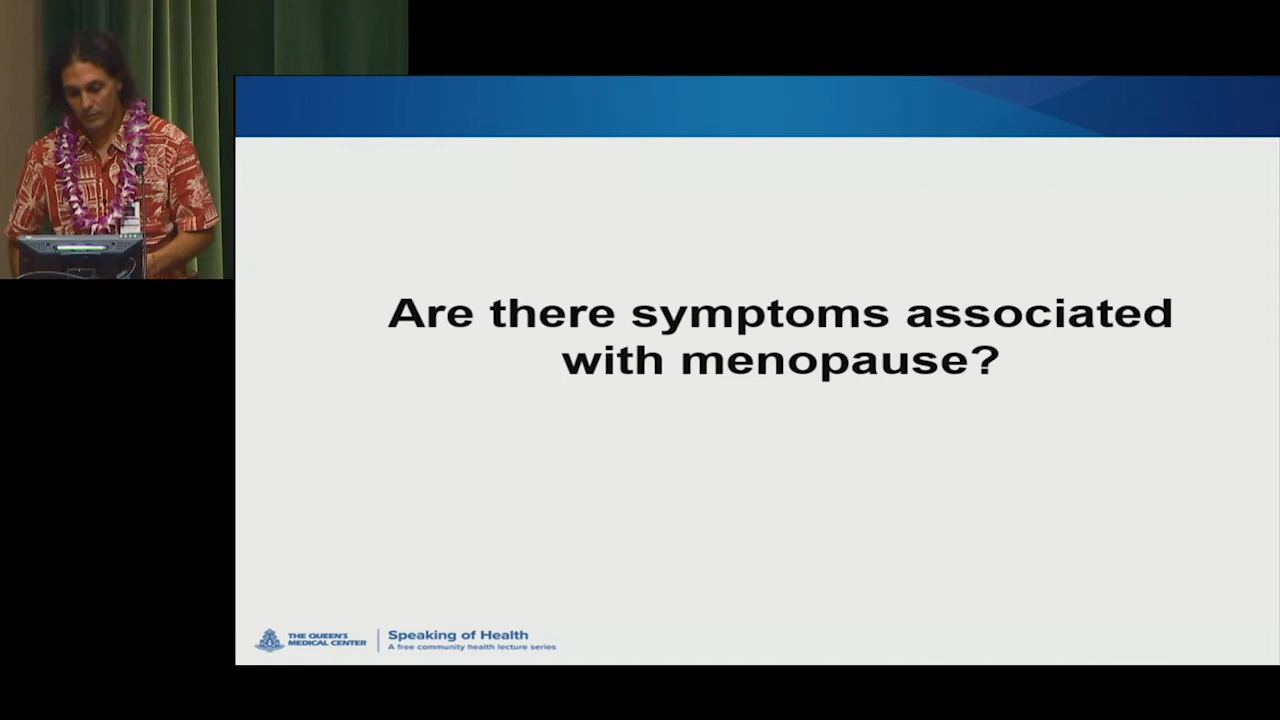 Are there symptoms associated
with menopause?
THE QUEEN'S
MEDICAL CENTER
Speaking of Health
A free community health lecture series